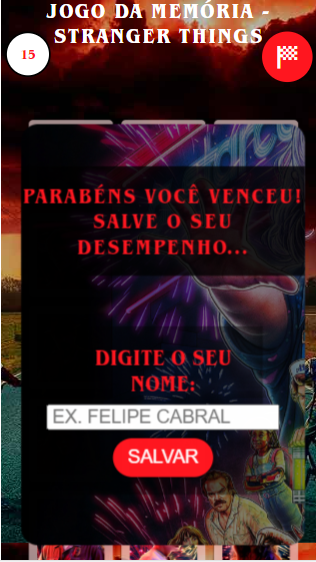 JOGO DA MEMÓRIA -
STRANGER THINGS
15
PARABÉNS VOCÊ VENCEU!
SALVE O SEU
DESEMPENHO...
DIGITE O SEU
NOME:
EX. FELIPE CABRAL
SALVAR